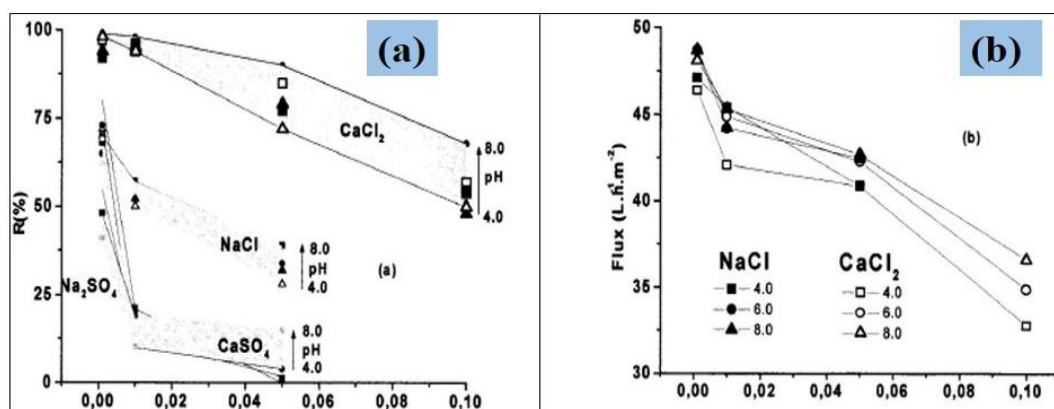 (a)
100
75
50
25
0
R(%)
CaCl2
8.0
pH
4.0
NaCl
8.0
pH
4.0
(a)
Na2SO4
CaSO4
8.0
pH
4.0
0,00 0,02 0,04 0,06 0,08 0,10
(b)
50
45
40
35
30
Flux (L.h-1.m-2)
(b)
NaCl CaCl2
4.0 4.0
6.0 6.0
8.0 8.0
0,00 0,02 0,04 0,06 0,08 0,10